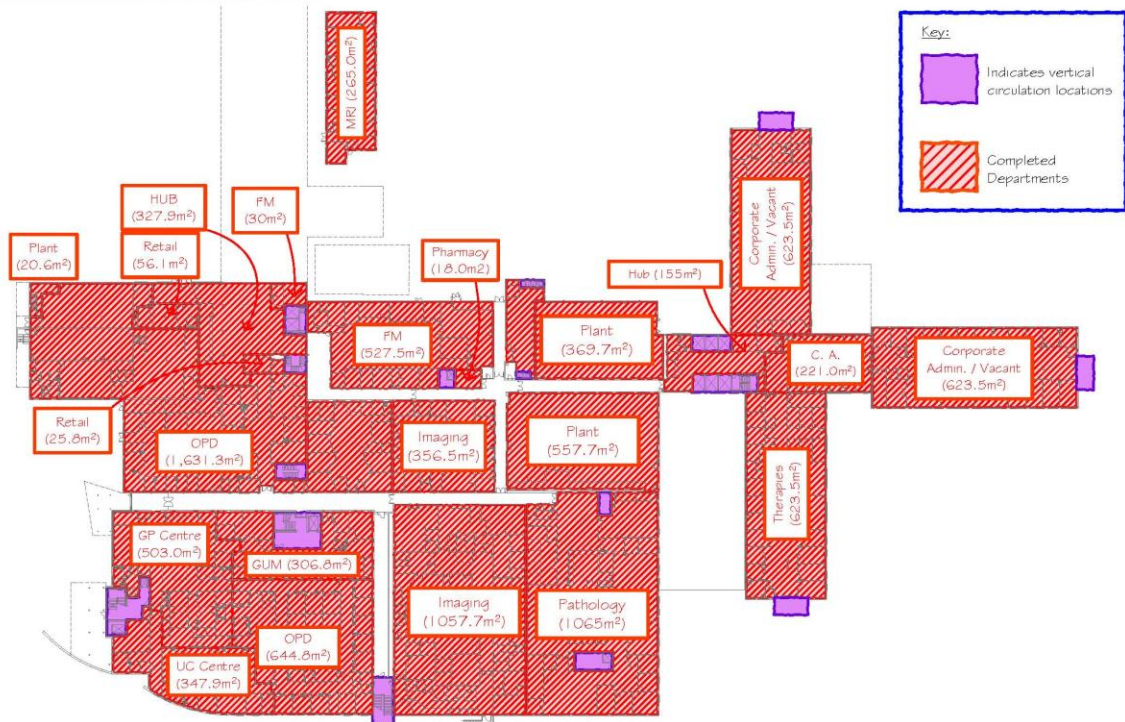 Key:
Indicates vertical
circulation locations
Completed
Departments
MRI (265.0m²)
HUB
(327.9m²)
FM
(30m²)
Plant
(20.6m²)
Retail
(56.1m²)
Pharmacy
(18.0m2)
Hub (155m²)
Corporate
Admin. / Vacant
(623.5m²)
FM
(527.5m²)
Plant
(369.7m²)
C. A.
(221.0m²)
Corporate
Admin. / Vacant
(623.5m²)
Retail
(25.8m²)
OPD
(1,631.3m²)
Imaging
(356.5m²)
Plant
(557.7m²)
Therapies
(623.5m²)
GP Centre
(503.0m²)
GUM (306.8m²)
Imaging
(1057.7m²)
Pathology
(1065m²)
OPD
(644.8m²)
UC Centre
(347.9m²)